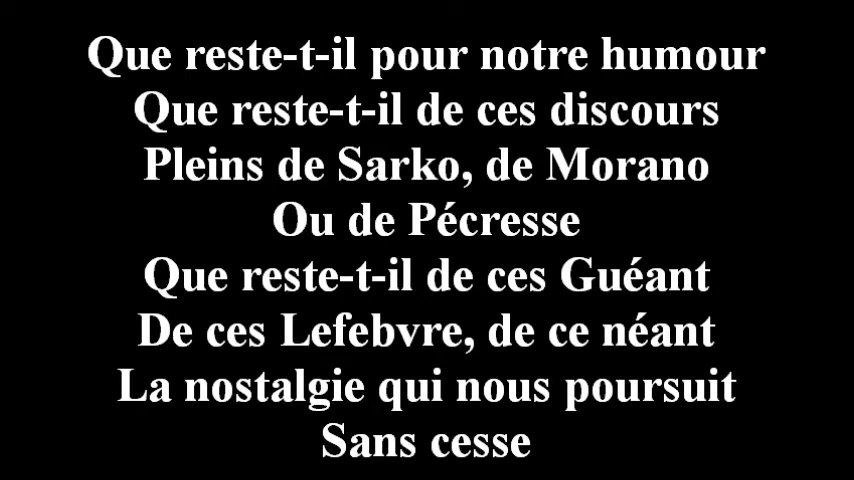 Que reste-t-il pour notre humour
Que reste-t-il de ces discours
Pleins de Sarko, de Morano
Ou de Pécresse
Que reste-t-il de ces Guéant
De ces Lefebvre, de ce néant
La nostalgie qui nous poursuit
Sans cesse